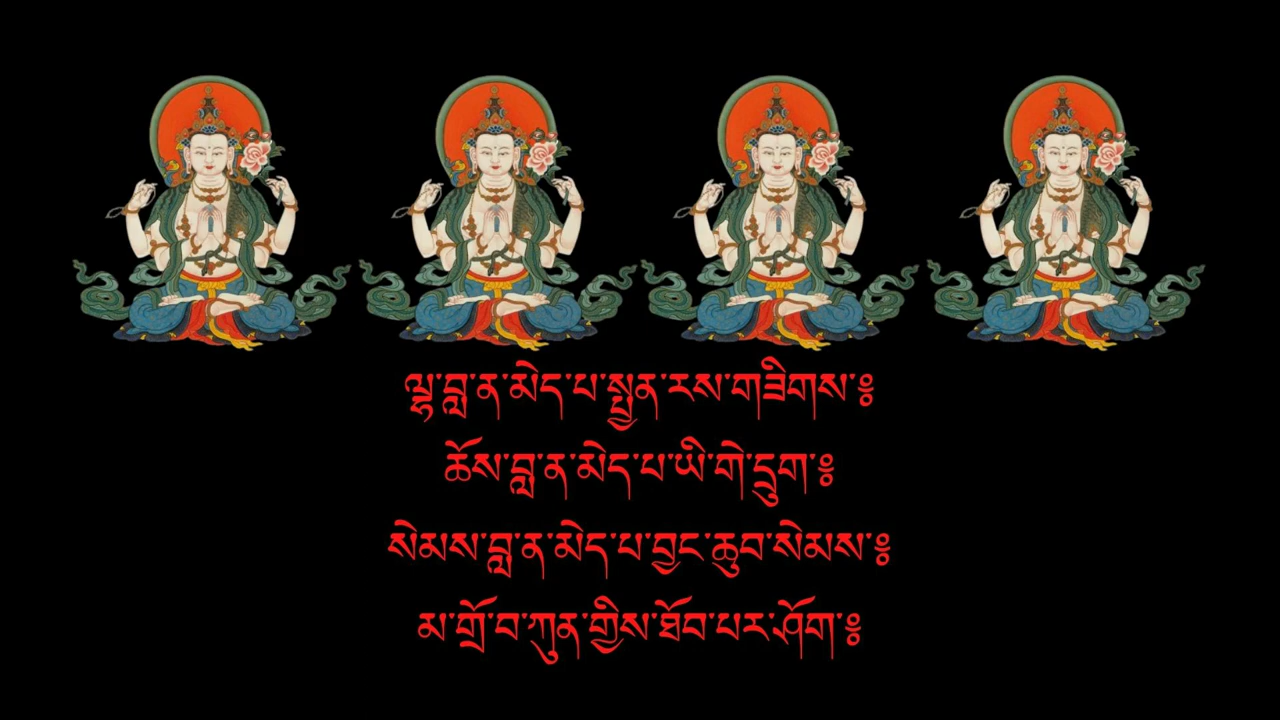 ལྷ་བླ་ན་མེད་པ་སྤྱན་རས་གཟིགས་༔
ཆོས་བླ་ན་མེད་པ་ཡི་གེ་དྲུག་༔
སེམས་བླ་ན་མེད་པ་བྱང་ཆུབ་སེམས་༔
མ་གྲོ་བ་ཀུན་གྱིས་ཐོབ་པར་ཤོག་༔